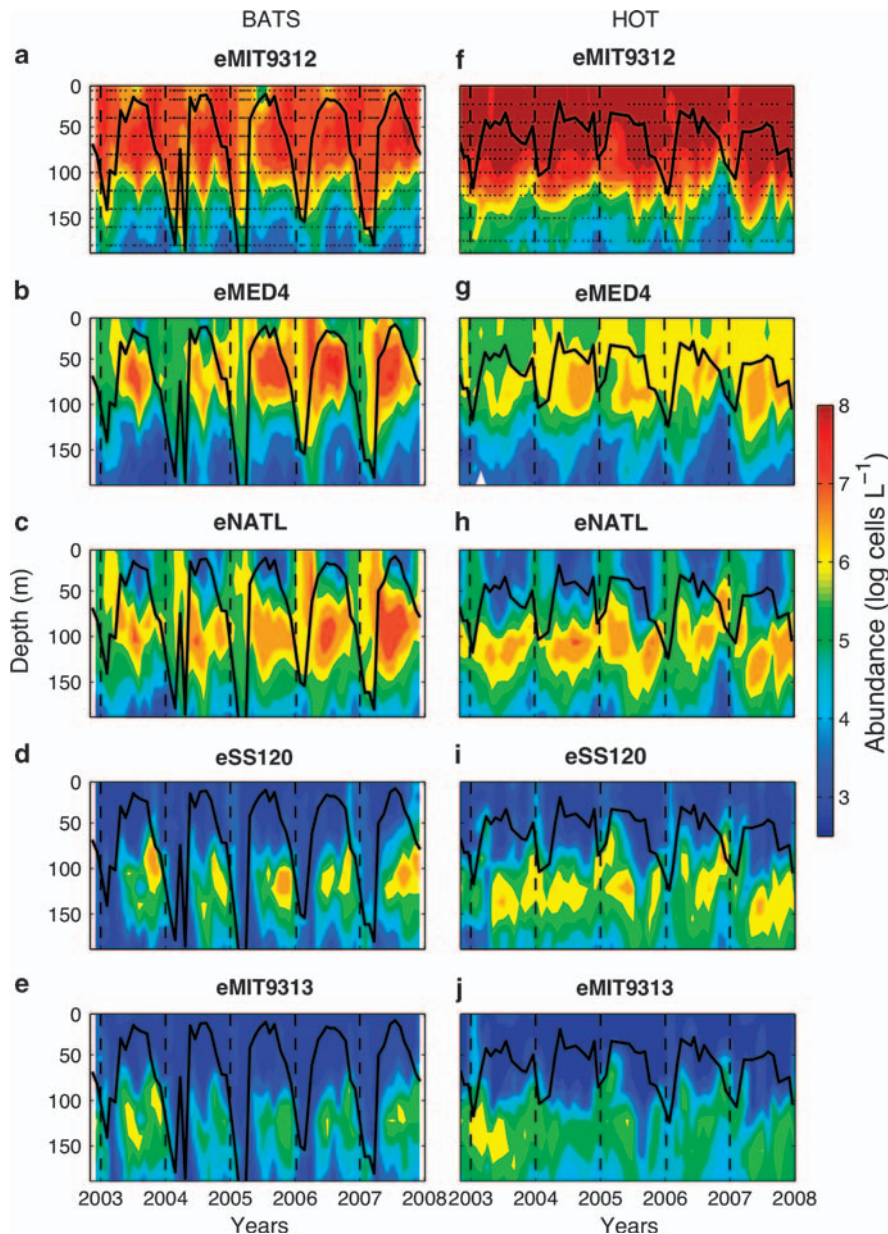 BATS
HOT
a
eMIT9312
f
eMIT9312
0
50
100
150
b
eMED4
g
eMED4
0
50
100
150
c
eNATL
h
eNATL
0
50
100
150
Depth (m)
d
eSS120
i
eSS120
0
50
100
150
e
eMIT9313
j
eMIT9313
0
50
100
150
2003 2004 2005 2006 2007 2008
2003 2004 2005 2006 2007 2008
Years
Years
8
7
6
5
4
3
Abundance (log cells L⁻¹)